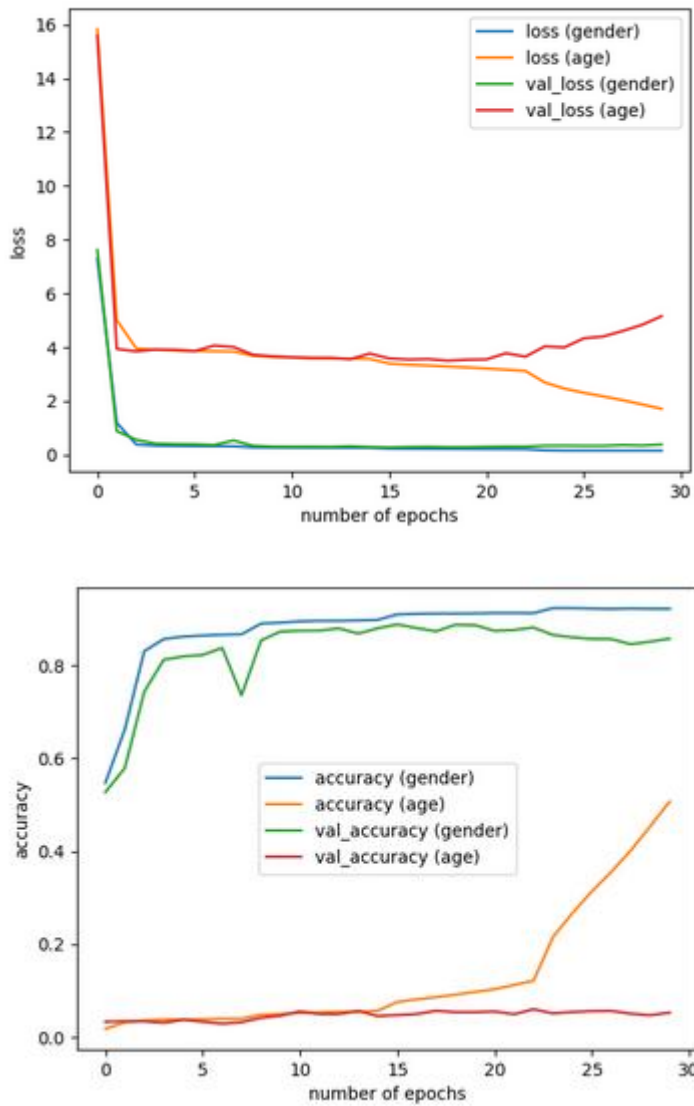 16
14
12
10
8
6
4
2
0
loss
loss (gender)
loss (age)
val_loss (gender)
val_loss (age)
0 5 10 15 20 25 30
number of epochs
0.8
0.6
0.4
0.2
0.0
accuracy
accuracy (gender)
accuracy (age)
val_accuracy (gender)
val_accuracy (age)
0 5 10 15 20 25 30
number of epochs